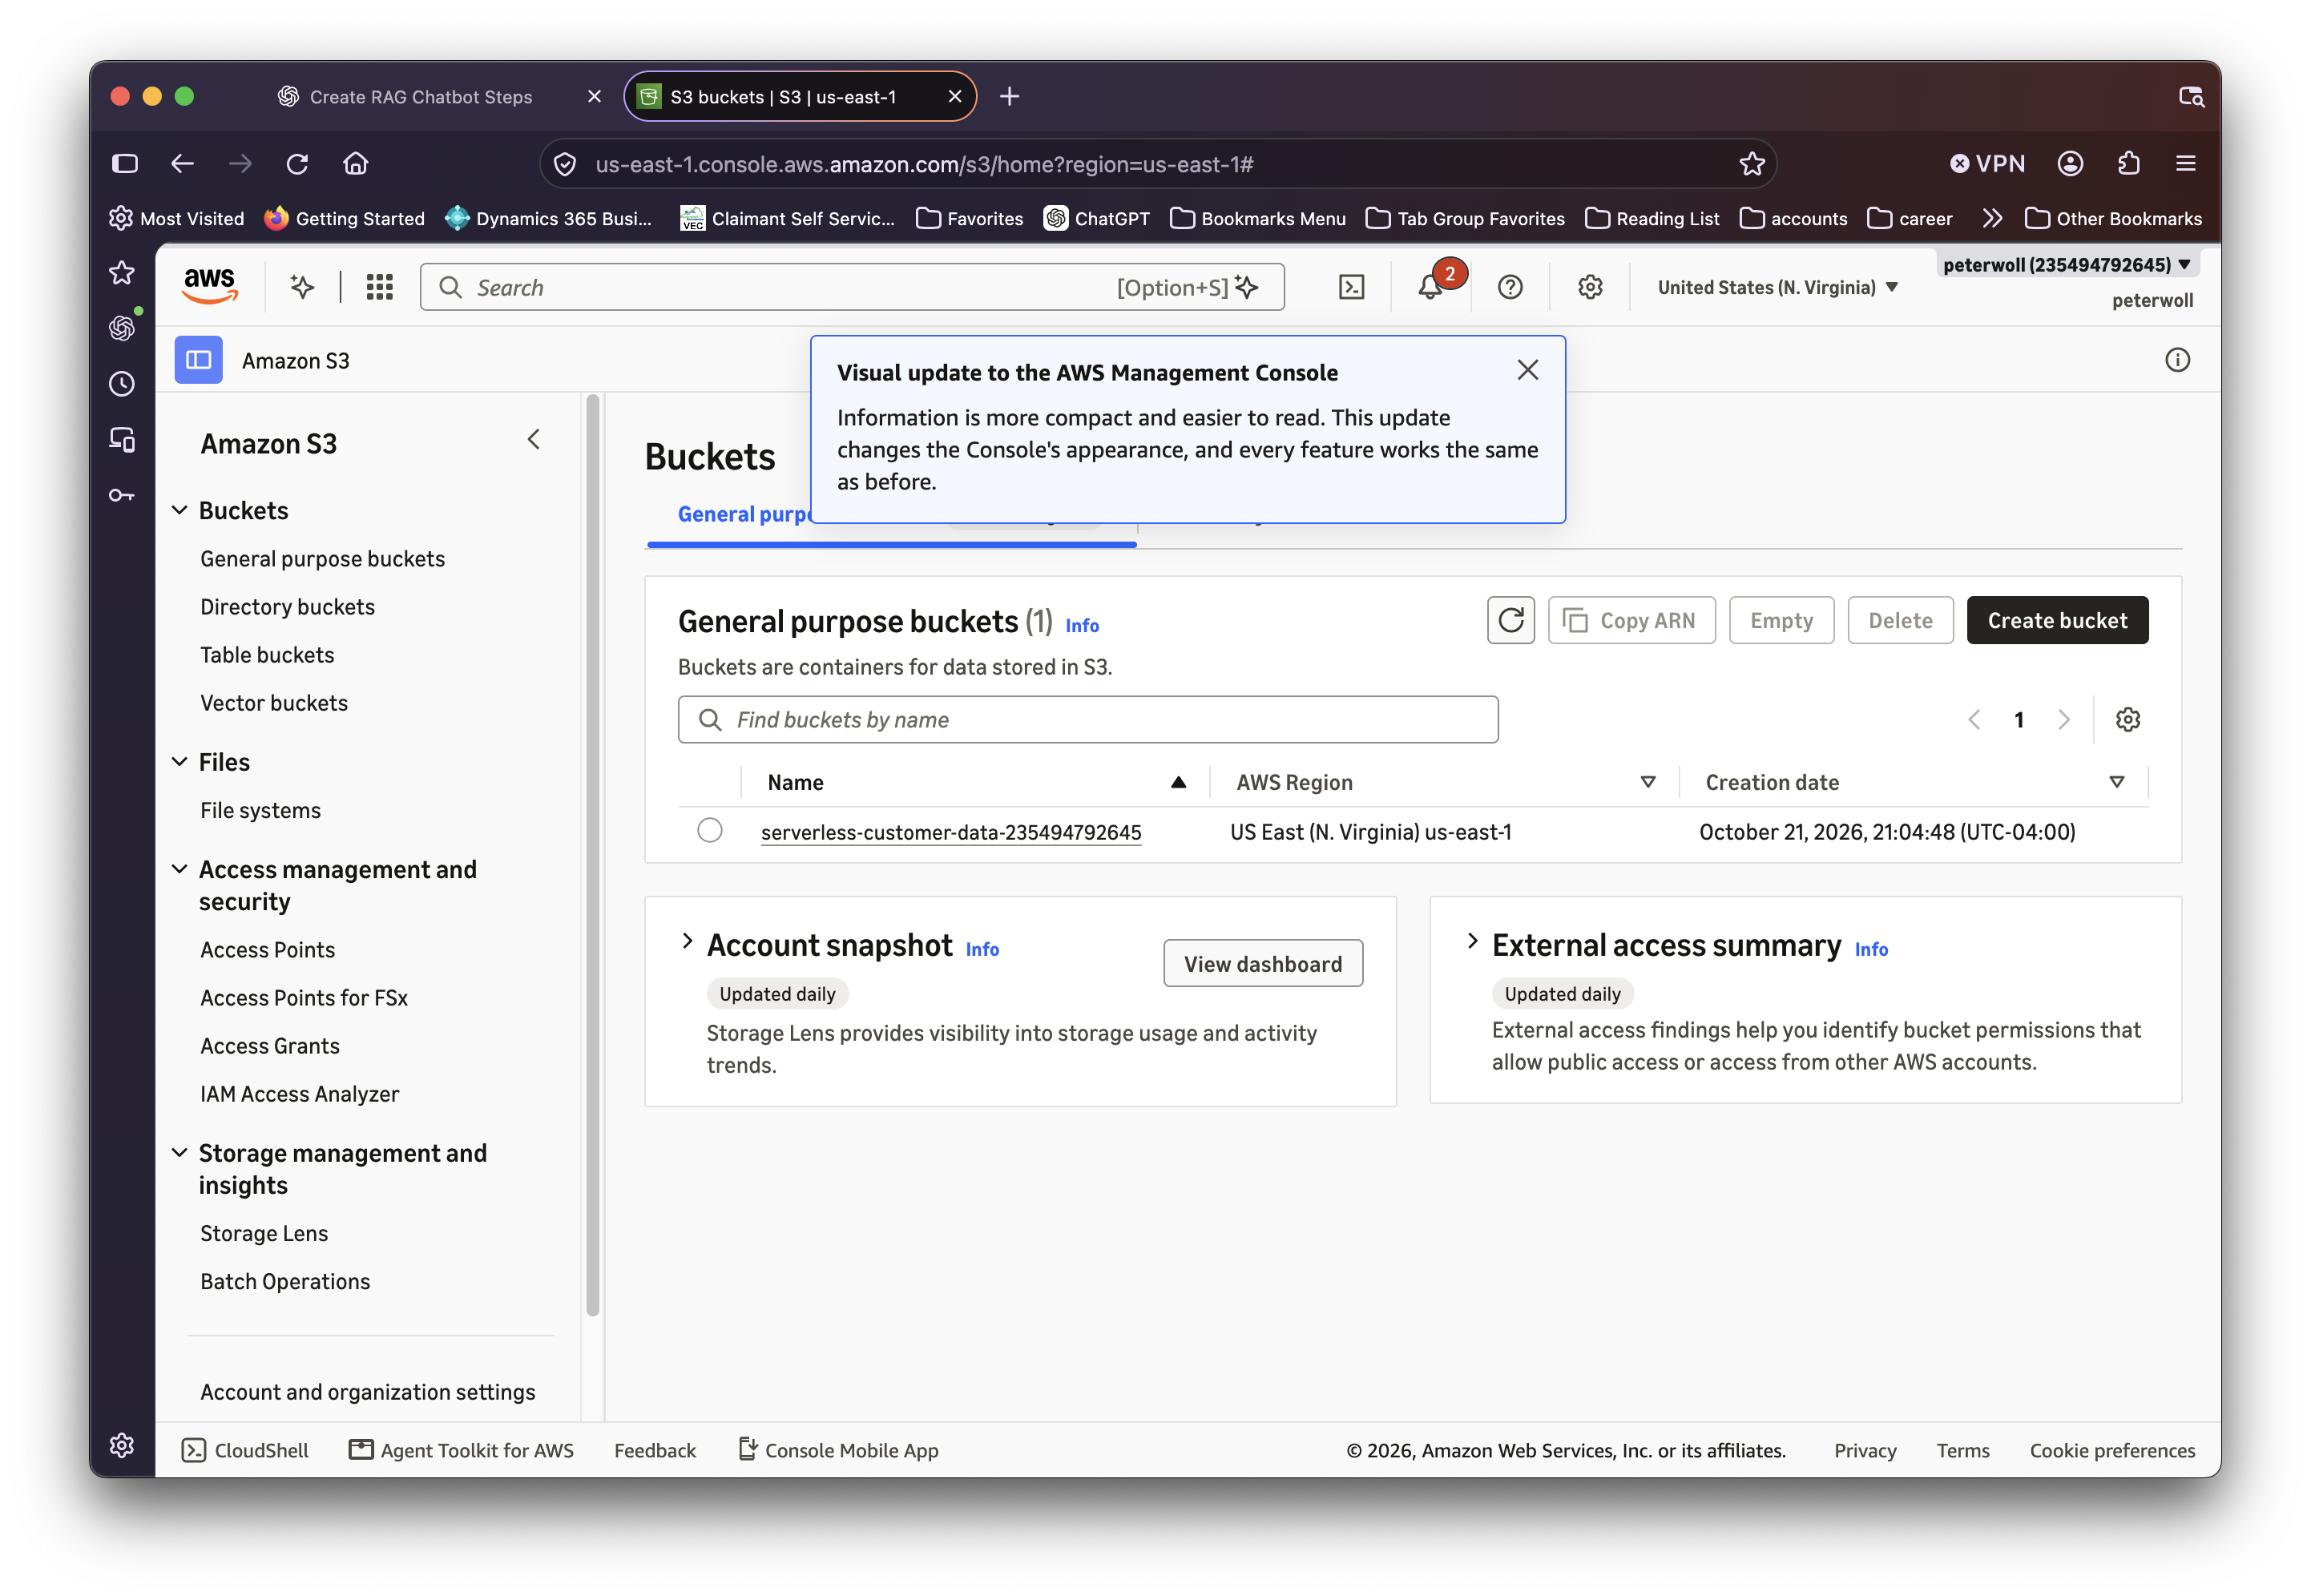 Create RAG Chatbot Steps
S3 buckets | S3 | us-east-1
us-east-1.console.aws.amazon.com/s3/home?region=us-east-1#
VPN
Most Visited
Getting Started
Dynamics 365 Busi...
VEC
Claimant Self Servic...
Favorites
ChatGPT
Bookmarks Menu
Tab Group Favorites
Reading List
accounts
career
Other Bookmarks
aws
Search
[Option+S]
2
United States (N. Virginia)
peterwoll (235494792645)
peterwoll
Amazon S3
Visual update to the AWS Management Console
Information is more compact and easier to read. This update
changes the Console's appearance, and every feature works the same
as before.
Amazon S3
Buckets
General purpose buckets
Directory buckets
Table buckets
Vector buckets
Files
File systems
Access management and
security
Access Points
Access Points for FSx
Access Grants
IAM Access Analyzer
Storage management and
insights
Storage Lens
Batch Operations
Account and organization settings
Buckets
General
General purpose buckets (1) Info
Buckets are containers for data stored in S3.
Copy ARN
Empty
Delete
Create bucket
Find buckets by name
1
Name
AWS Region
Creation date
serverless-customer-data-235494792645
US East (N. Virginia) us-east-1
October 21, 2026, 21:04:48 (UTC-04:00)
Account snapshot Info
Updated daily
View dashboard
Storage Lens provides visibility into storage usage and activity
trends.
External access summary Info
Updated daily
External access findings help you identify bucket permissions that
allow public access or access from other AWS accounts.
CloudShell
Agent Toolkit for AWS
Feedback
Console Mobile App
© 2026, Amazon Web Services, Inc. or its affiliates.
Privacy
Terms
Cookie preferences